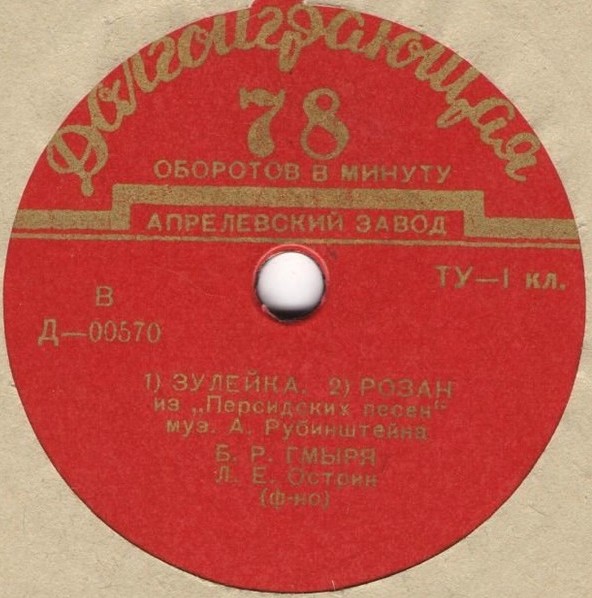 Долгоиграющая
78
ОБОРОТОВ В МИНУТУ
АПРЕЛЕВСКИЙ ЗАВОД
ТУ—I кл.
В
Д—00570
1) ЗУЛЕЙКА. 2) РОЗАН
из „Персидских песен"
муз. А. Рубинштейна
Б. Р. ГМЫРЯ
Л. Е. Острин
(ф-но)